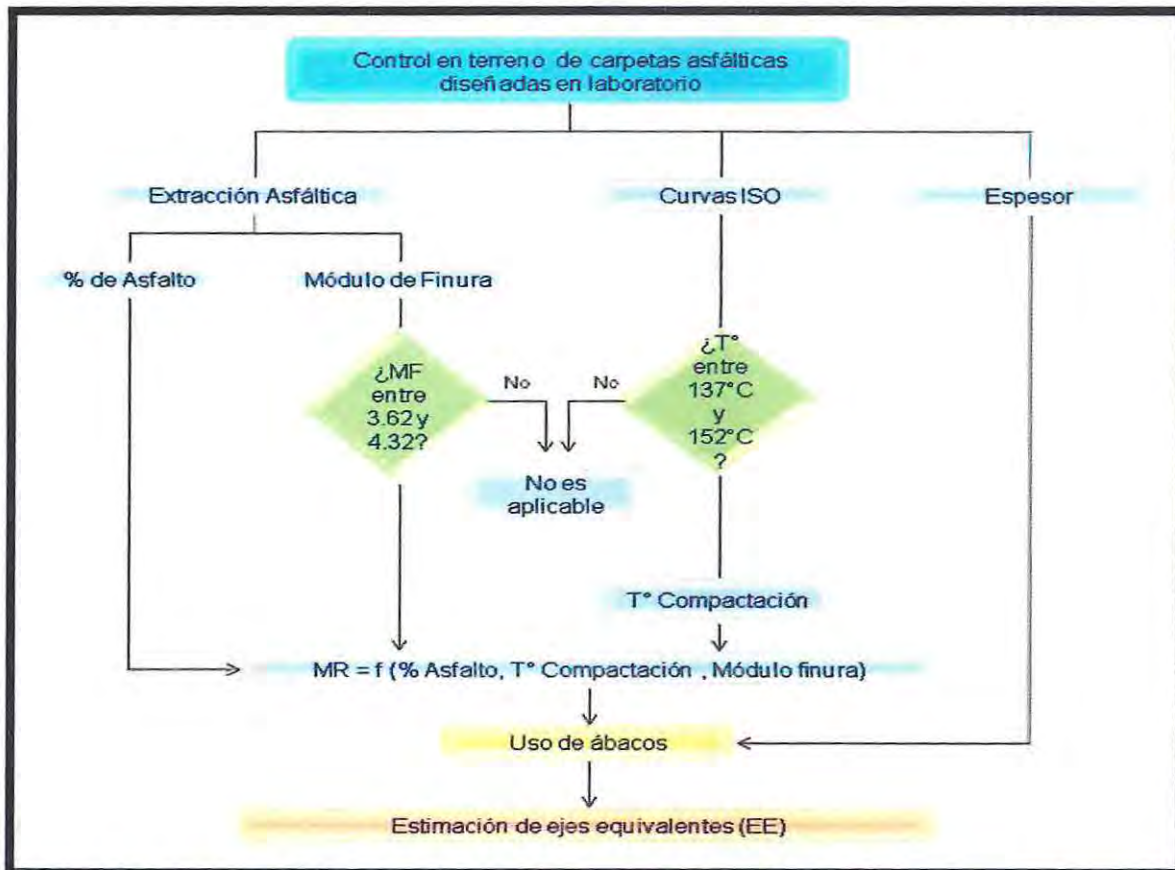 Control en terreno de carpetas asfálticas
diseñadas en laboratorio
Extracción Asfáltica
Curvas ISO
Espesor
% de Asfalto
Módulo de Finura
¿MF
entre
3.62 y
4.32?
No
No
¿T°
entre
137°C
y
152°C
?
No es
aplicable
T° Compactación
MR = f (% Asfalto, T° Compactación , Módulo finura)
Uso de ábacos
Estimación de ejes equivalentes (EE)